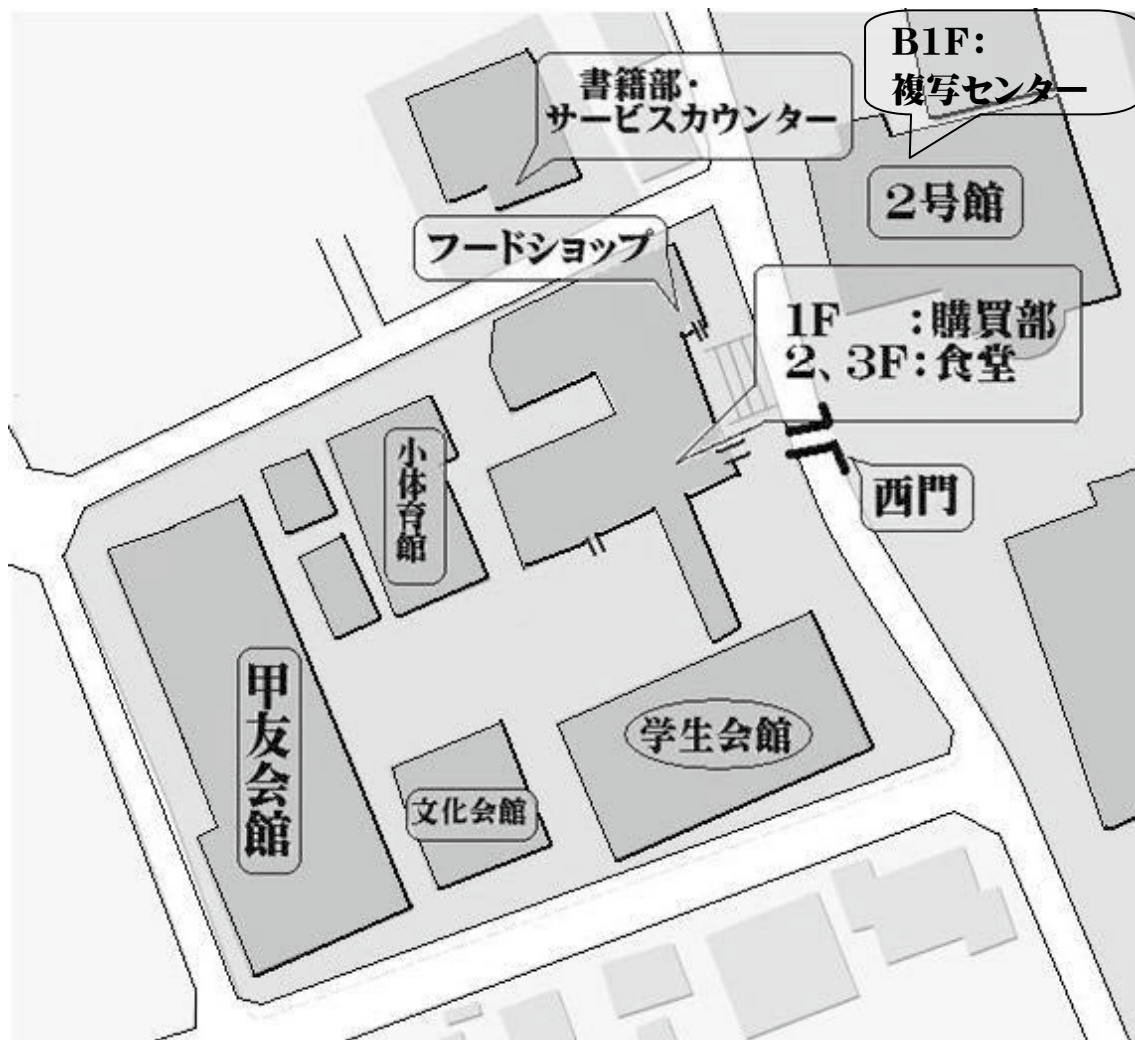 B1F:
複写センター
書籍部・
サービスカウンター
2号館
フードショップ
1F :購買部
2、3F:食堂
西門
小体育館
甲友会館
学生会館
文化会館